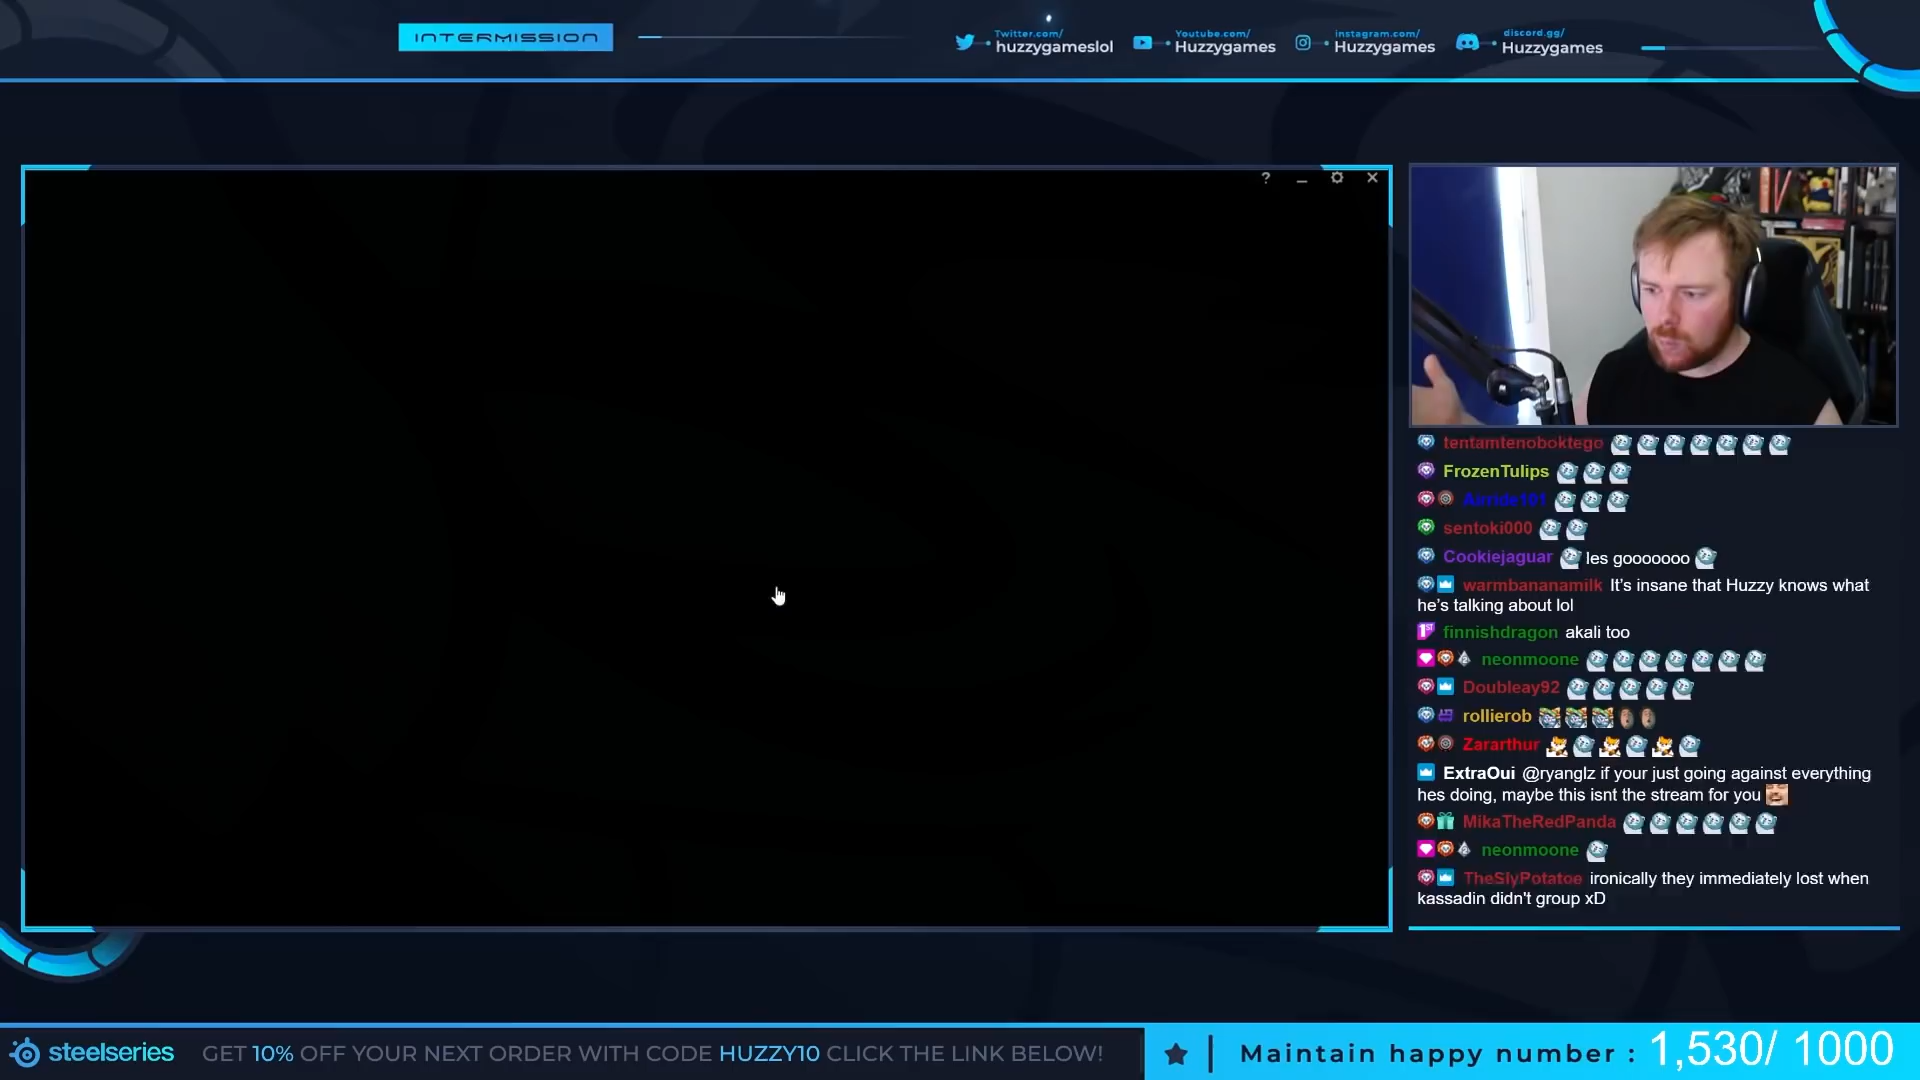 INTERMISSION
Twitter.com/
huzzygameslol
Youtube.com/
Huzzygames
instagram.com/
Huzzygames
discord.gg/
Huzzygames
?
tentamtenoboktego
FrozenTulips
Airride101
sentoki000
Cookiejaguar les gooooooo
warmbananamilk It's insane that Huzzy knows what
he's talking about lol
1ST finnishdragon akali too
neonmoone
Doubleay92
rollierob
Zararthur
ExtraOui @ryanglz if your just going against everything
hes doing, maybe this isnt the stream for you
MikaTheRedPanda
neonmoone
TheSlyPotatoe ironically they immediately lost when
kassadin didn't group xD
steelseries GET 10% OFF YOUR NEXT ORDER WITH CODE HUZZY10 CLICK THE LINK BELOW!
Maintain happy number : 1,530/ 1000